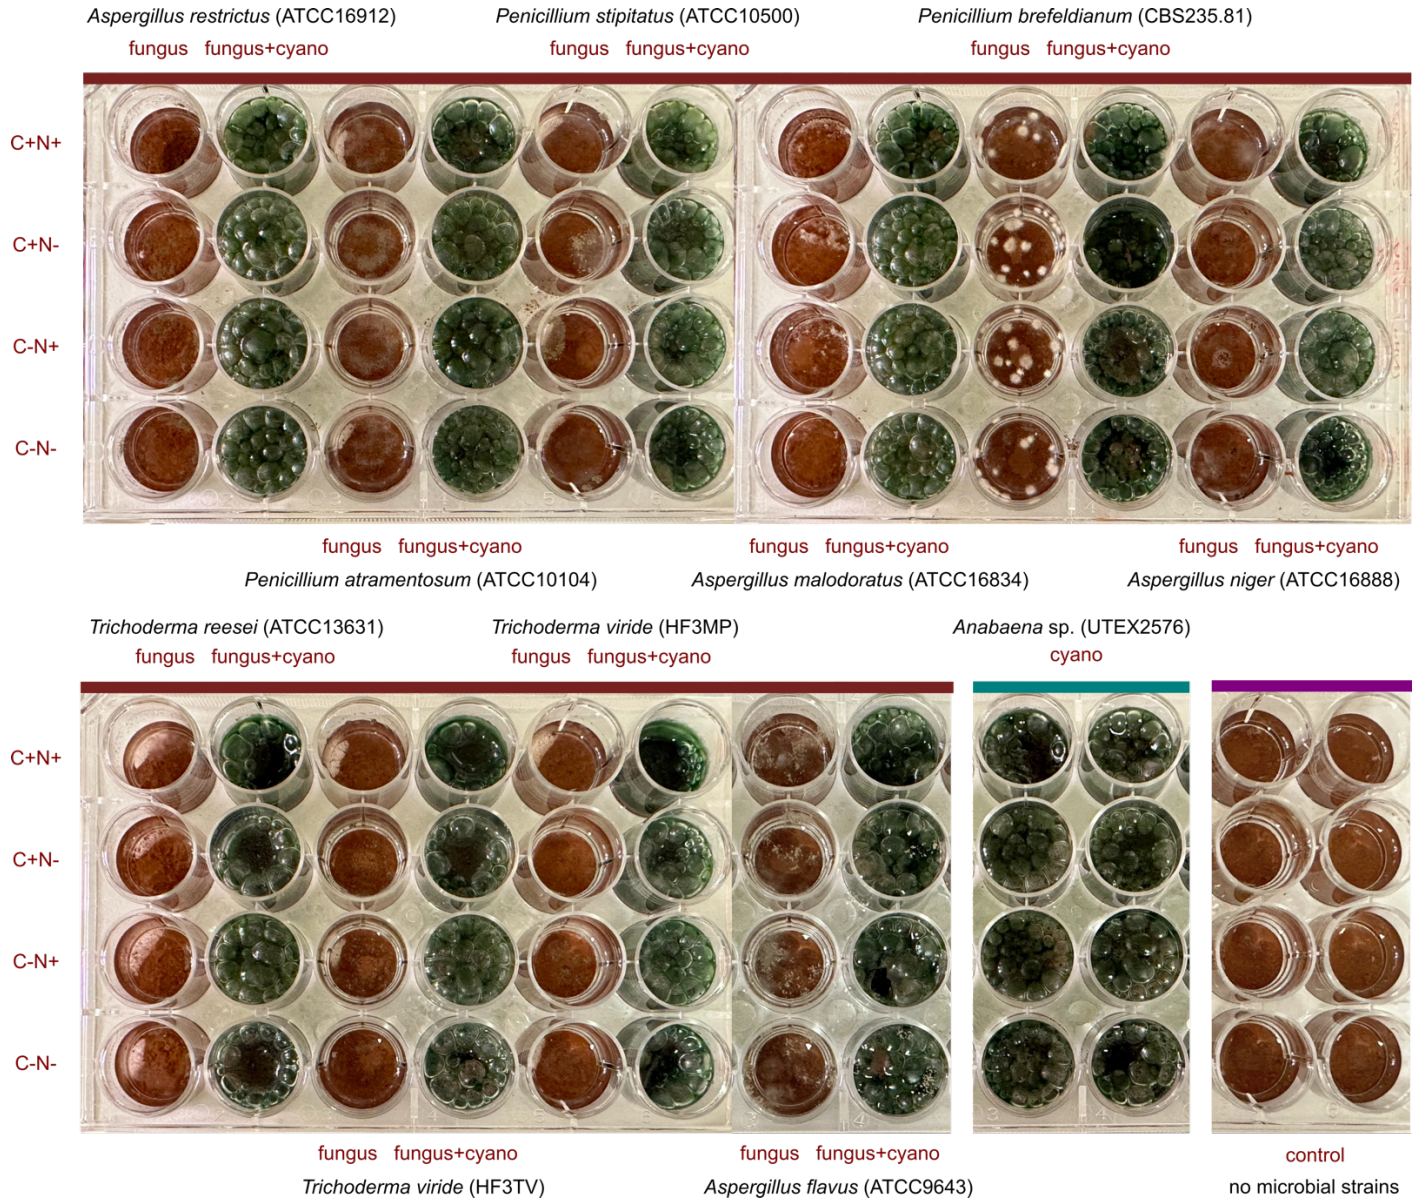 Aspergillus restrictus (ATCC16912) Penicillium stipitatus (ATCC10500) Penicillium brefeldianum (CBS235.81)
fungus fungus+cyano fungus fungus+cyano fungus fungus+cyano
C+N+
C+N-
C-N+
C-N-
fungus fungus+cyano fungus fungus+cyano fungus fungus+cyano
Penicillium atramentosum (ATCC10104) Aspergillus malodoratus (ATCC16834) Aspergillus niger (ATCC16888)
Trichoderma reesei (ATCC13631) Trichoderma viride (HF3MP) Anabaena sp. (UTEX2576)
fungus fungus+cyano fungus fungus+cyano cyano
C+N+
C+N-
C-N+
C-N-
fungus fungus+cyano fungus fungus+cyano control
Trichoderma viride (HF3TV) Aspergillus flavus (ATCC9643) no microbial strains